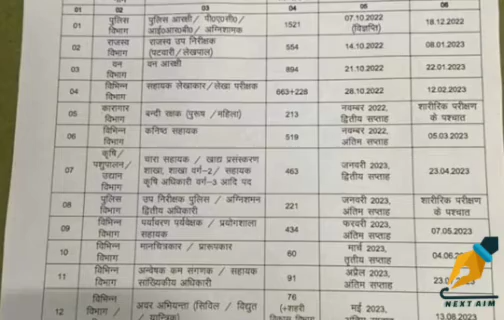 01 02 03 04 05 06
01 पुलिस विभाग पुलिस आरक्षी / पी०ए०सी० / आई०आर०बी० / अग्निशामक 1521 07.10.2022 (विज्ञप्ति) 18.12.2022
02 राजस्व विभाग राजस्व उप निरीक्षक (पटवारी / लेखपाल) 554 14.10.2022 08.01.2023
03 वन विभाग वन आरक्षी 894 21.10.2022 22.01.2023
04 विभिन्न विभाग सहायक लेखाकार/लेखा परीक्षक 663+228 28.10.2022 12.02.2023
05 कारागार विभाग बन्दी रक्षक (पुरूष /महिला) 213 नवम्बर 2022, द्वितीय सप्ताह शारीरिक परीक्षण के पश्चात
06 विभिन्न विभाग कनिष्ठ सहायक 519 नवम्बर 2022, अंतिम सप्ताह 05.03.2023
07 कृषि / पशुपालन/ उद्यान विभाग चारा सहायक / खाद्य प्रसंस्करण शाखा, शाखा वर्ग-2/ सहायक कृषि अधिकारी वर्ग-3 आदि पद 463 जनवरी 2023, द्वितीय सप्ताह 23.04.2023
08 पुलिस विभाग उप निरीक्षक पुलिस / अग्निशमन द्वितीय अधिकारी 221 जनवरी 2023, अंतिम सप्ताह शारीरिक परीक्षण के पश्चात
09 विभिन्न विभाग पर्यावरण पर्यवेक्षक / प्रयोगशाला सहायक 434 फरवरी 2023, अंतिम सप्ताह 07.05.2023
10 विभिन्न विभाग मानचित्रकार / प्रारूपकार 60 मार्च 2023, तृतीय सप्ताह
11 विभिन्न विभाग अन्वेषक कम संगणक / सहायक सांख्यिकीय अधिकारी 91 अप्रैल 2023, अंतिम सप्ताह
12 विभिन्न विभाग / अवर अभियन्ता (सिविल / विद्युत / यान्त्रिक) 76 (+शहरी विकास विभाग मई 2023, अंतिम सप्ताह 13.08.2023
NEXT AIM